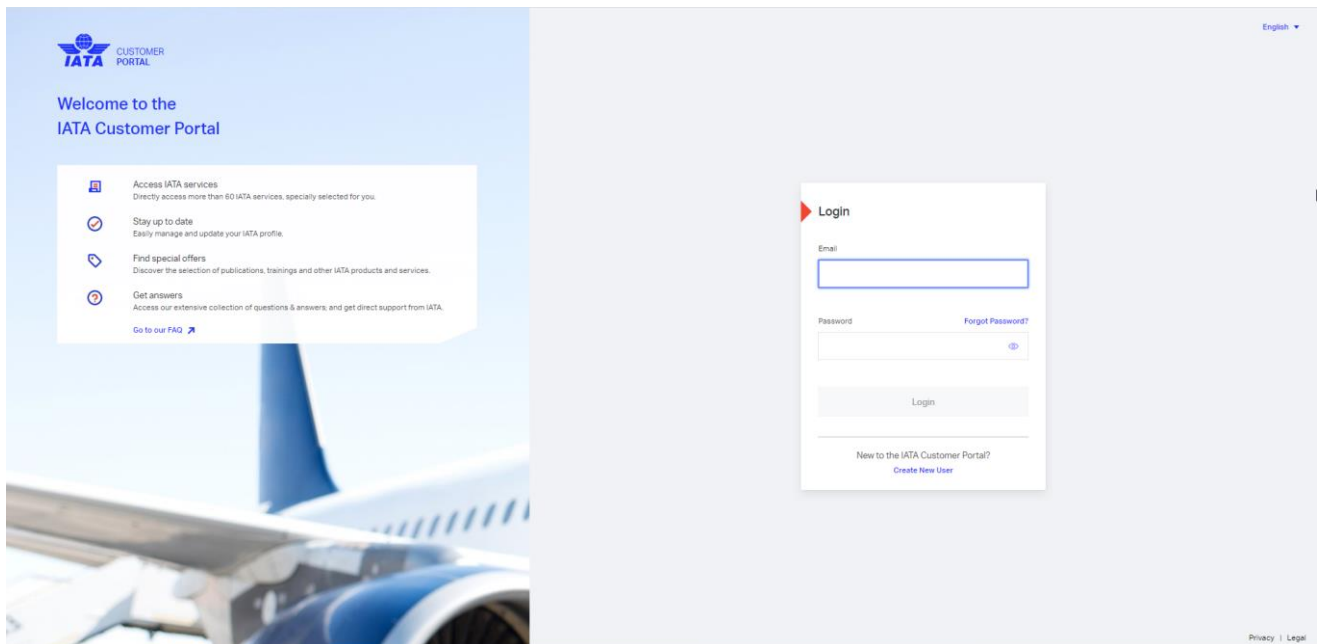 IATA
CUSTOMER
PORTAL
Welcome to the
IATA Customer Portal
Access IATA services
Directly access more than 60 IATA services, specially selected for you.
Stay up to date
Easily manage and update your IATA profile.
Find special offers
Discover the selection of publications, trainings and other IATA products and services.
Get answers
Access our extensive collection of questions & answers; and get direct support from IATA.
Go to our FAQ
English
Login
Email
Password
Forgot Password?
Login
New to the IATA Customer Portal?
Create New User
Privacy | Legal